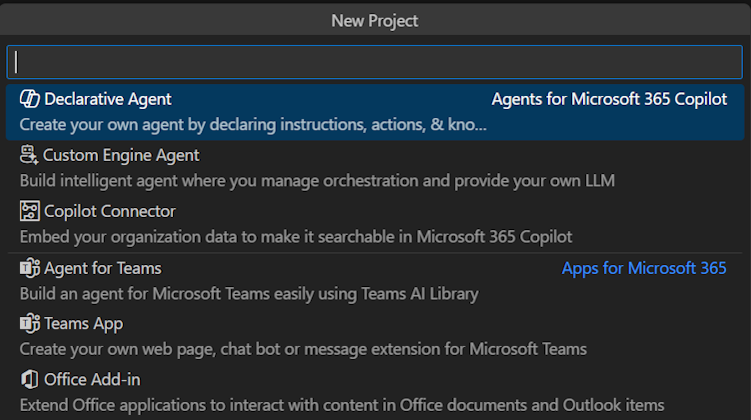 New Project
Declarative Agent Agents for Microsoft 365 Copilot
Create your own agent by declaring instructions, actions, & kno...
Custom Engine Agent
Build intelligent agent where you manage orchestration and provide your own LLM
Copilot Connector
Embed your organization data to make it searchable in Microsoft 365 Copilot
Agent for Teams Apps for Microsoft 365
Build an agent for Microsoft Teams easily using Teams AI Library
Teams App
Create your own web page, chat bot or message extension for Microsoft Teams
Office Add-in
Extend Office applications to interact with content in Office documents and Outlook items